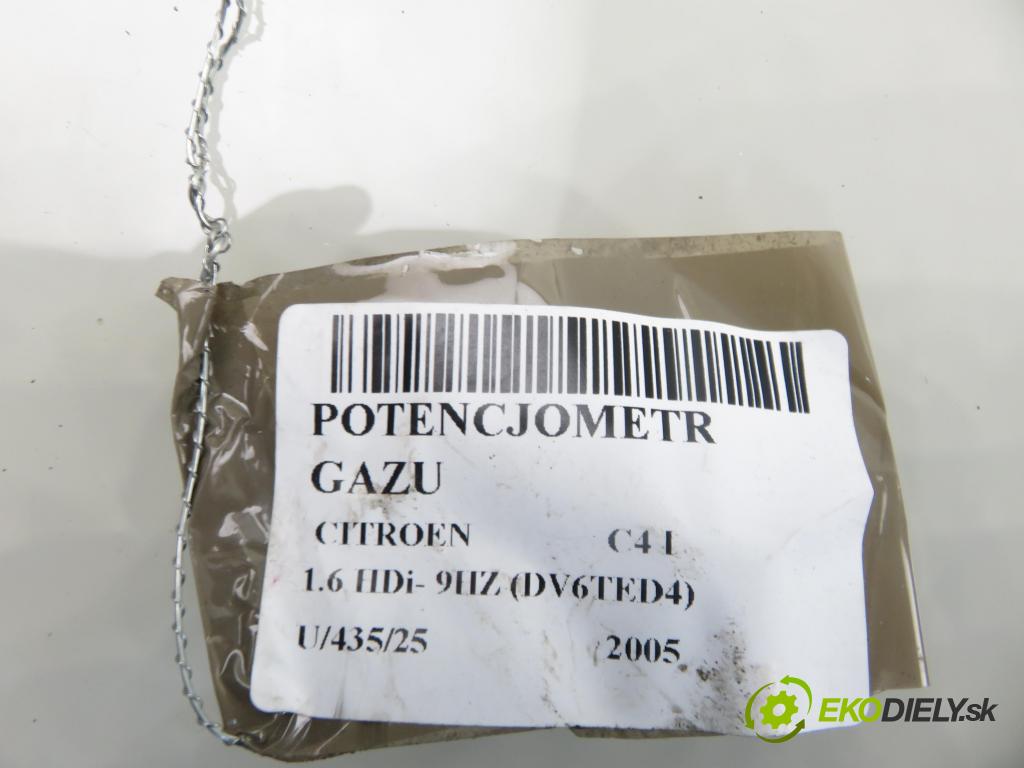 POTENCJOMETR
GAZU
CITROEN C4 I
1.6 HDi- 9HZ (DV6TED4)
U/435/25 2005
EKODIELY.sk